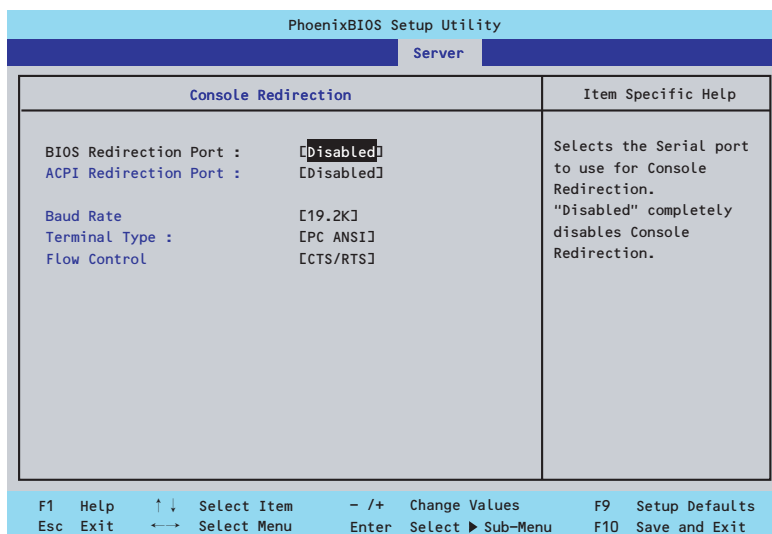 PhoenixBIOS Setup Utility
Server
Console Redirection
Item Specific Help
BIOS Redirection Port : [Disabled]
ACPI Redirection Port : [Disabled]
Baud Rate [19.2K]
Terminal Type : [PC ANSI]
Flow Control [CTS/RTS]
Selects the Serial port
to use for Console
Redirection.
"Disabled" completely
disables Console
Redirection.
F1 Help ↑↓ Select Item - /+ Change Values F9 Setup Defaults
Esc Exit ←→ Select Menu Enter Select ▶ Sub-Menu F10 Save and Exit